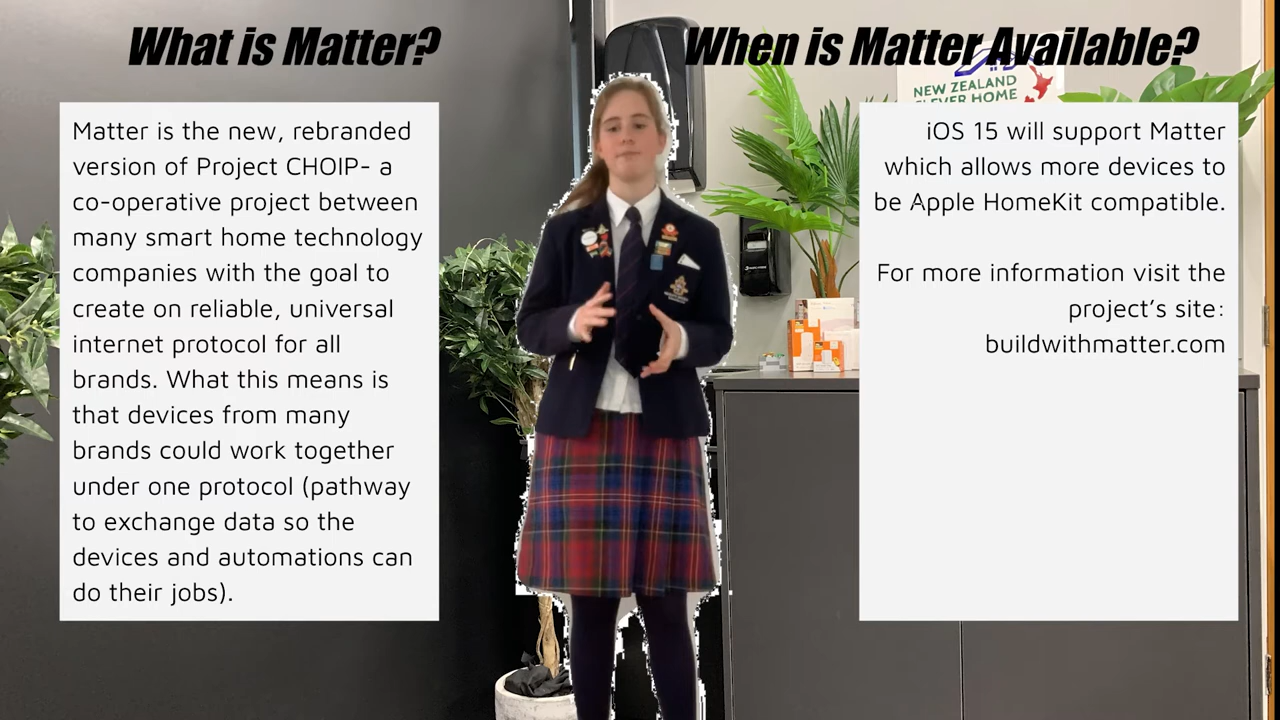 What is Matter?
Matter is the new, rebranded
version of Project CHOIP- a
co-operative project between
many smart home technology
companies with the goal to
create on reliable, universal
internet protocol for all
brands. What this means is
that devices from many
brands could work together
under one protocol (pathway
to exchange data so the
devices and automations can
do their jobs).
When is Matter Available?
NEW ZEALAND
CLEVER HOME
iOS 15 will support Matter
which allows more devices to
be Apple HomeKit compatible.
For more information visit the
project’s site:
buildwithmatter.com